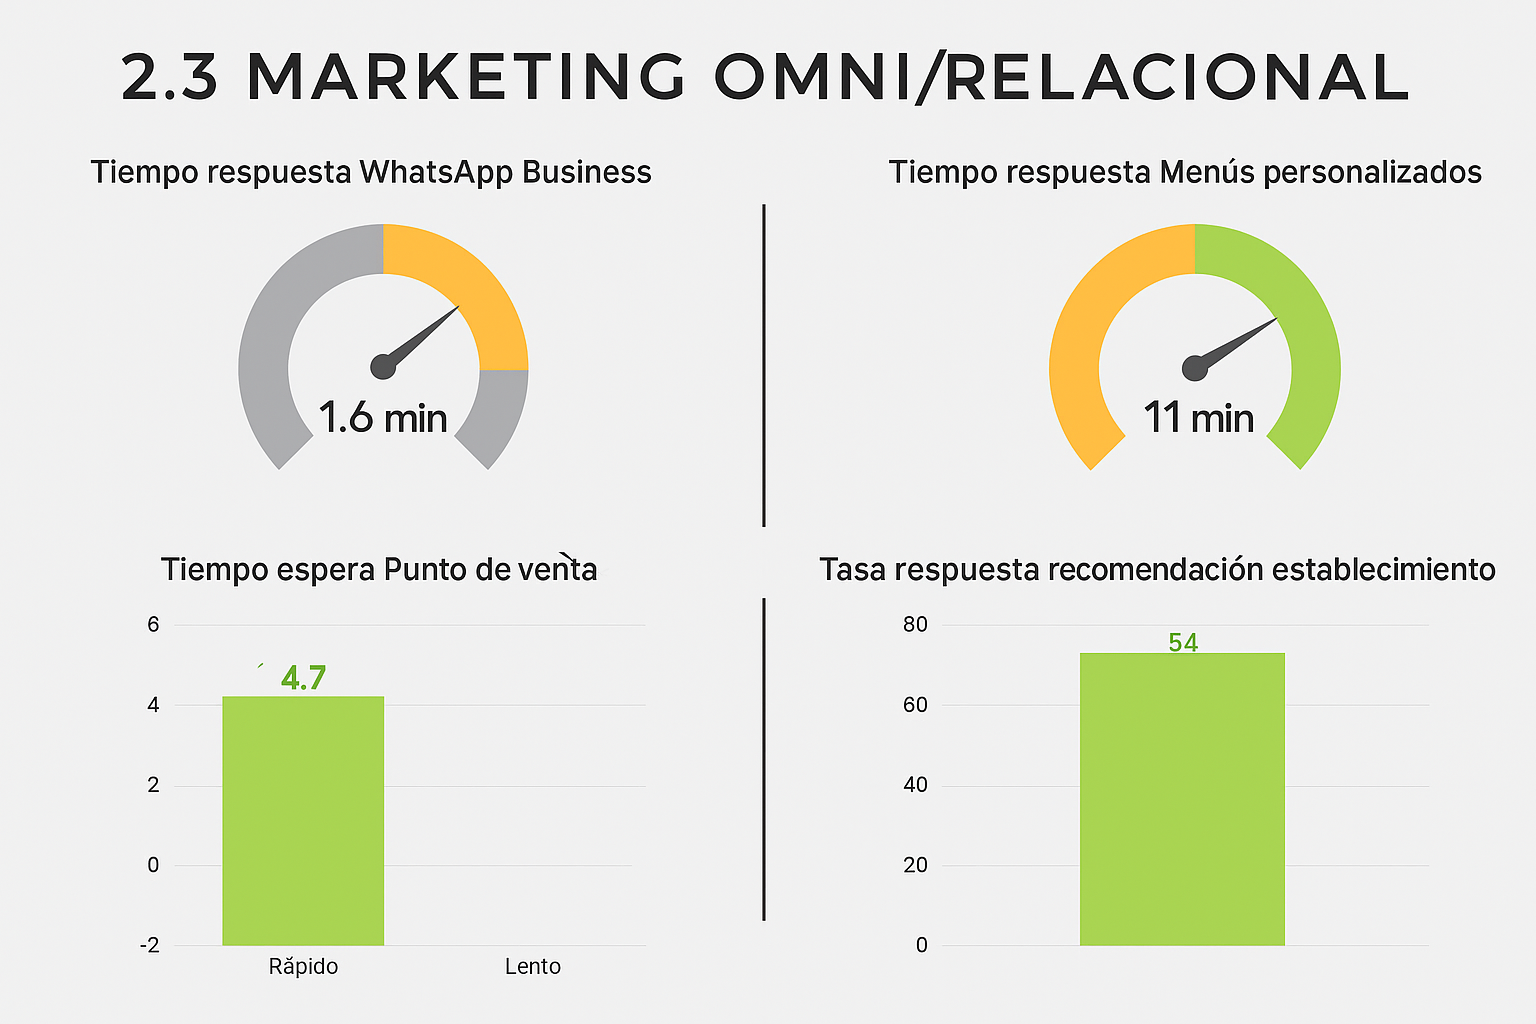 2.3 MARKETING OMNI/RELACIONAL
Tiempo respuesta WhatsApp Business
1.6 min
Tiempo respuesta Menús personalizados
11 min
Tiempo espera Punto de venta
6
4.7
4
2
0
-2
Răpido
Lento
Tasa respuesta recomendación establecimiento
80
54
60
40
20
0